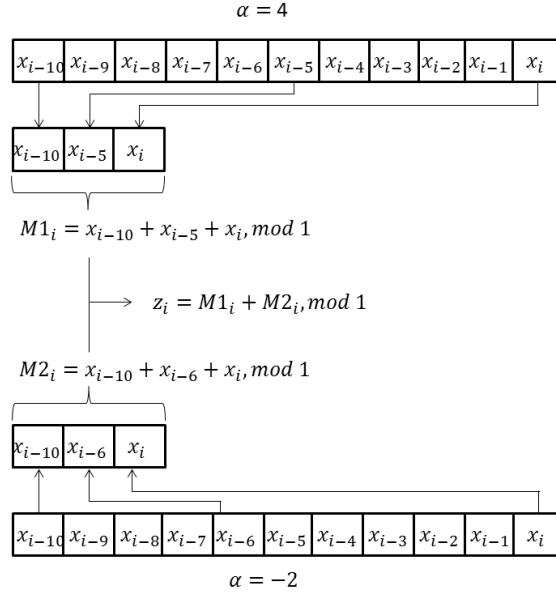 α = 4
x_{i−10} x_{i−9} x_{i−8} x_{i−7} x_{i−6} x_{i−5} x_{i−4} x_{i−3} x_{i−2} x_{i−1} x_i
x_{i−10} x_{i−5} x_i
M1_i = x_{i−10} + x_{i−5} + x_i, mod 1
z_i = M1_i + M2_i, mod 1
M2_i = x_{i−10} + x_{i−6} + x_i, mod 1
x_{i−10} x_{i−6} x_i
x_{i−10} x_{i−9} x_{i−8} x_{i−7} x_{i−6} x_{i−5} x_{i−4} x_{i−3} x_{i−2} x_{i−1} x_i
α = −2